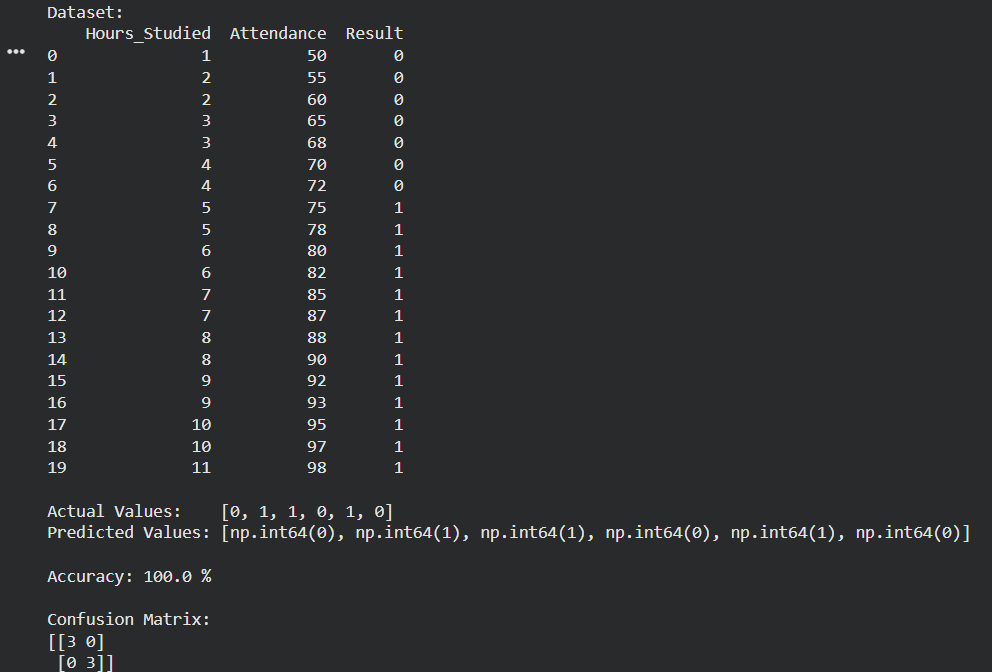 Dataset:
    Hours_Studied  Attendance  Result
0               1          50       0
1               2          55       0
2               2          60       0
3               3          65       0
4               3          68       0
5               4          70       0
6               4          72       0
7               5          75       1
8               5          78       1
9               6          80       1
10              6          82       1
11              7          85       1
12              7          87       1
13              8          88       1
14              8          90       1
15              9          92       1
16              9          93       1
17             10          95       1
18             10          97       1
19             11          98       1
Actual Values:    [0, 1, 1, 0, 1, 0]
Predicted Values: [np.int64(0), np.int64(1), np.int64(1), np.int64(0), np.int64(1), np.int64(0)]
Accuracy: 100.0 %
Confusion Matrix:
[[3 0]
 [0 3]]